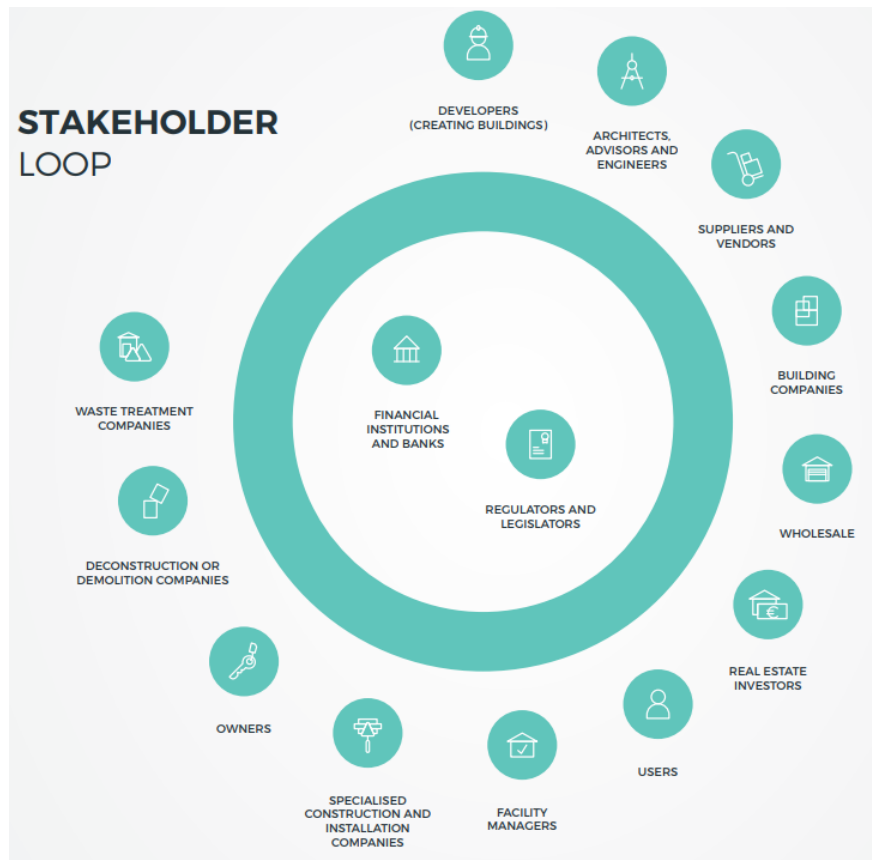 STAKEHOLDER
LOOP
DEVELOPERS
(CREATING BUILDINGS)
ARCHITECTS,
ADVISORS AND
ENGINEERS
SUPPLIERS AND
VENDORS
BUILDING
COMPANIES
WHOLESALE
€
REAL ESTATE
INVESTORS
USERS
FACILITY
MANAGERS
SPECIALISED
CONSTRUCTION AND
INSTALLATION
COMPANIES
OWNERS
DECONSTRUCTION OR
DEMOLITION COMPANIES
WASTE TREATMENT
COMPANIES
FINANCIAL
INSTITUTIONS
AND BANKS
REGULATORS AND
LEGISLATORS